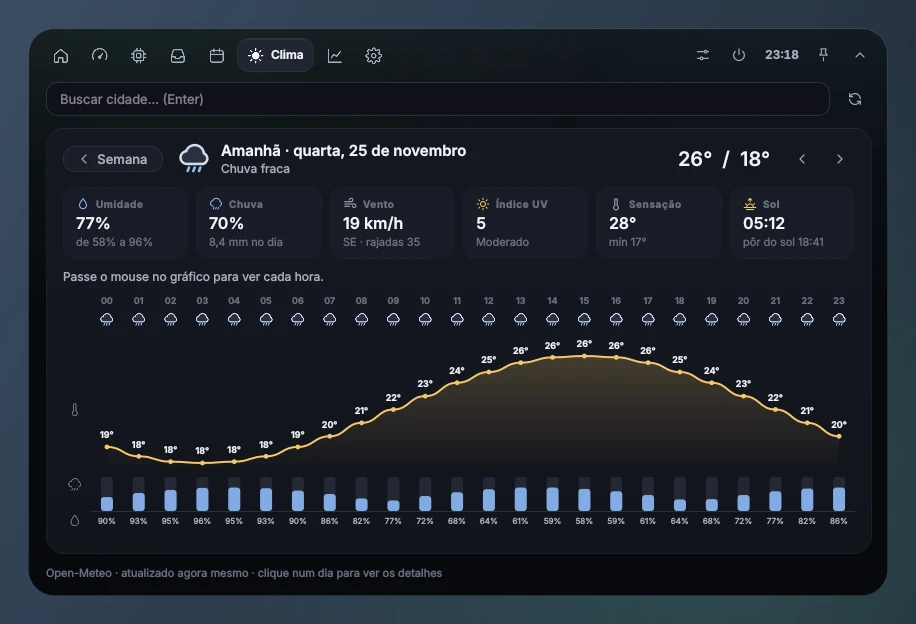 Clima
23:18
Buscar cidade... (Enter)
Semana
Amanhã · quarta, 25 de novembro
Chuva fraca
26° / 18°
Umidade
77%
de 58% a 96%
Chuva
70%
8,4 mm no dia
Vento
19 km/h
SE · rajadas 35
Índice UV
5
Moderado
Sensação
28°
mín 17°
Sol
05:12
pôr do sol 18:41
Passe o mouse no gráfico para ver cada hora.
00 01 02 03 04 05 06 07 08 09 10 11 12 13 14 15 16 17 18 19 20 21 22 23
19° 18° 18° 18° 18° 18° 19° 20° 21° 22° 23° 24° 25° 26° 26° 26° 26° 26° 25° 24° 23° 22° 21° 20°
90% 93% 95% 96% 95% 93% 90% 86% 82% 77% 72% 68% 64% 61% 59% 58% 59% 61% 64% 68% 72% 77% 82% 86%
Open-Meteo · atualizado agora mesmo · clique num dia para ver os detalhes